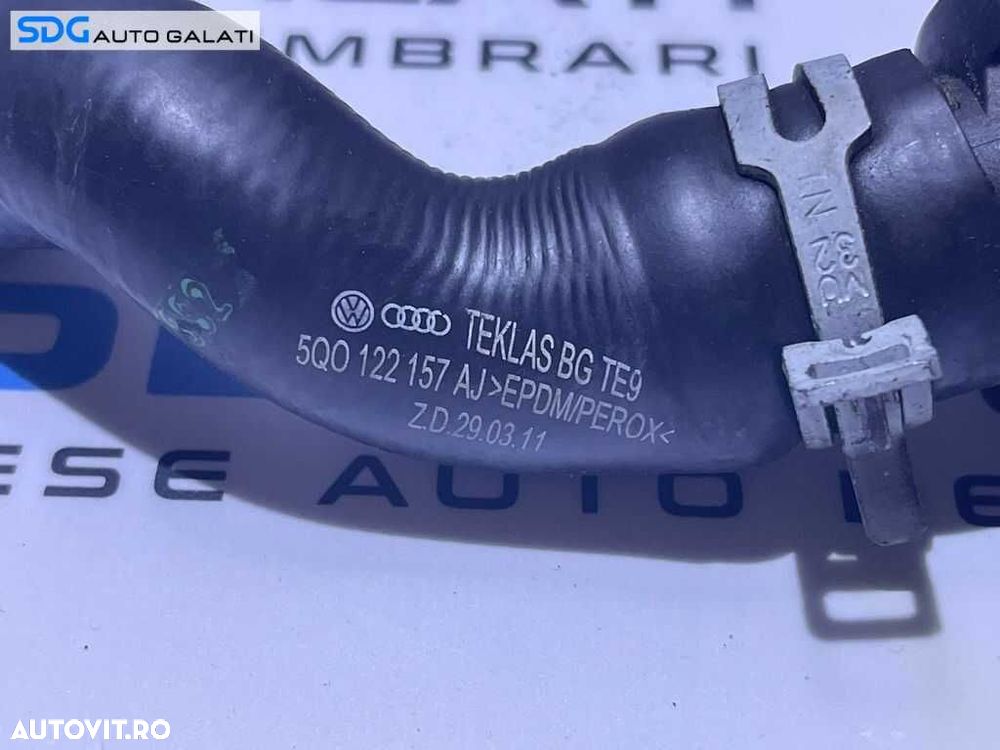 SDG AUTO GALATI
MBRARI
TEKLAS BG TE9
5Q0 122 157 AJ >EPDM/PEROX<
Z.D.29.03.11
ESE AUTO
AUTOVIT.RO